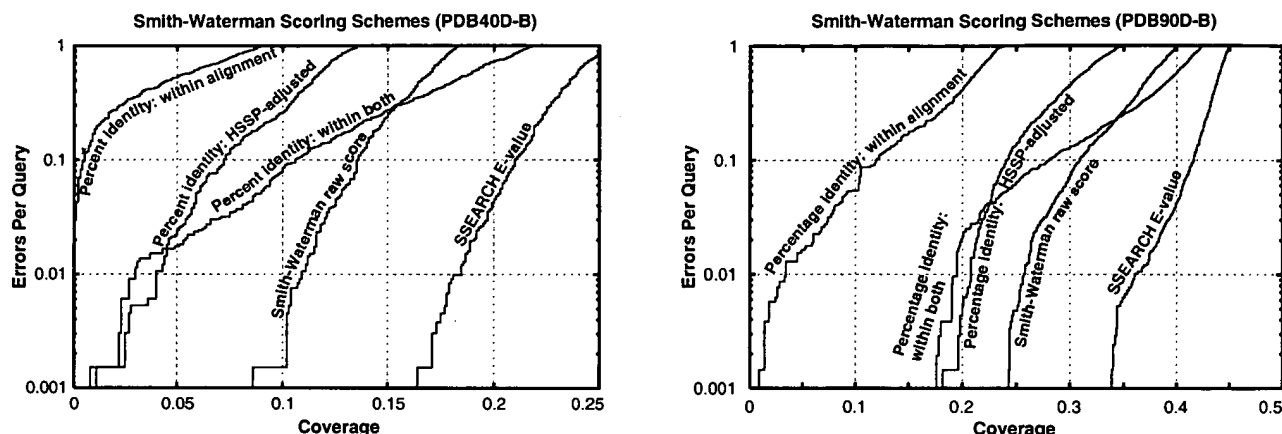 Smith-Waterman Scoring Schemes (PDB40D-B)
Errors Per Query
1
0.1
0.01
0.001
0
0.05
0.1
0.15
0.2
0.25
Coverage
Percent Identity: within alignment
Percent identity: HSSP-adjusted
Percent Identity: within both
Smith-Waterman raw score
SSEARCH E-value
Smith-Waterman Scoring Schemes (PDB90D-B)
Errors Per Query
1
0.1
0.01
0.001
0
0.1
0.2
0.3
0.4
0.5
Coverage
Percentage Identity: within alignment
Percentage Identity:
within both
Percentage Identity: HSSP-adjusted
Smith-Waterman raw score
SSEARCH E-value